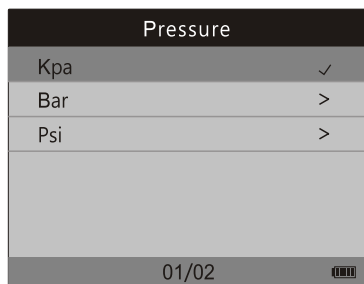 Pressure
Kpa ✓
Bar >
Psi >
01/02